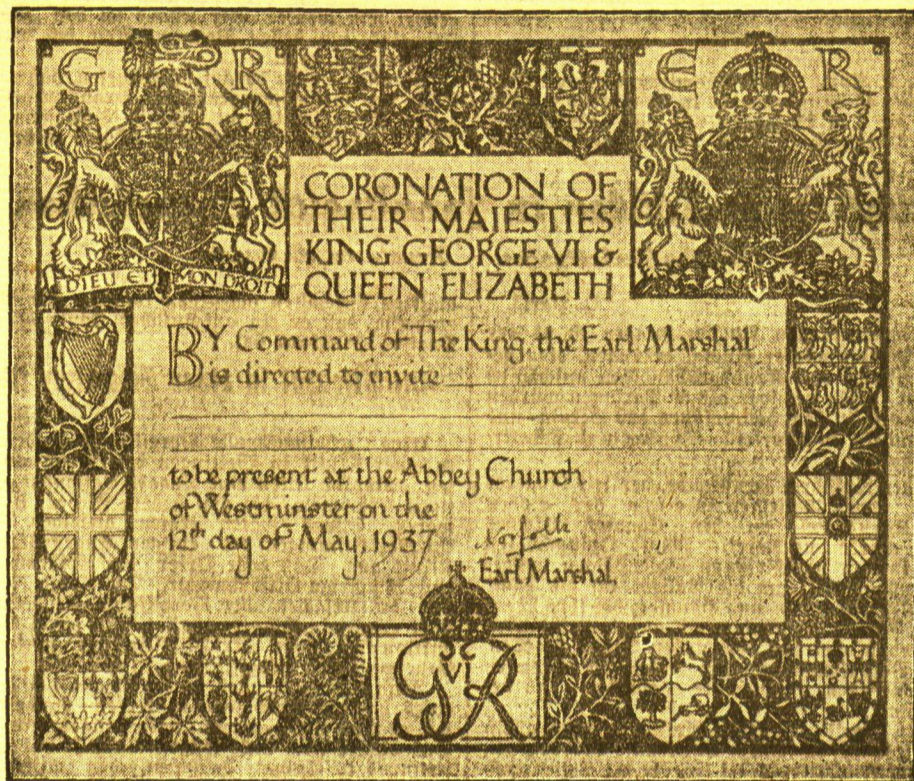 G R
E R
DIEU ET MON DROIT
CORONATION OF
THEIR MAJESTIES
KING GEORGE VI &
QUEEN ELIZABETH
BY Command of The King, the Earl Marshal
is directed to invite
to be present at the Abbey Church
of Westminster on the
12th day of May, 1937
Norfolk
Earl Marshal.
G VI R